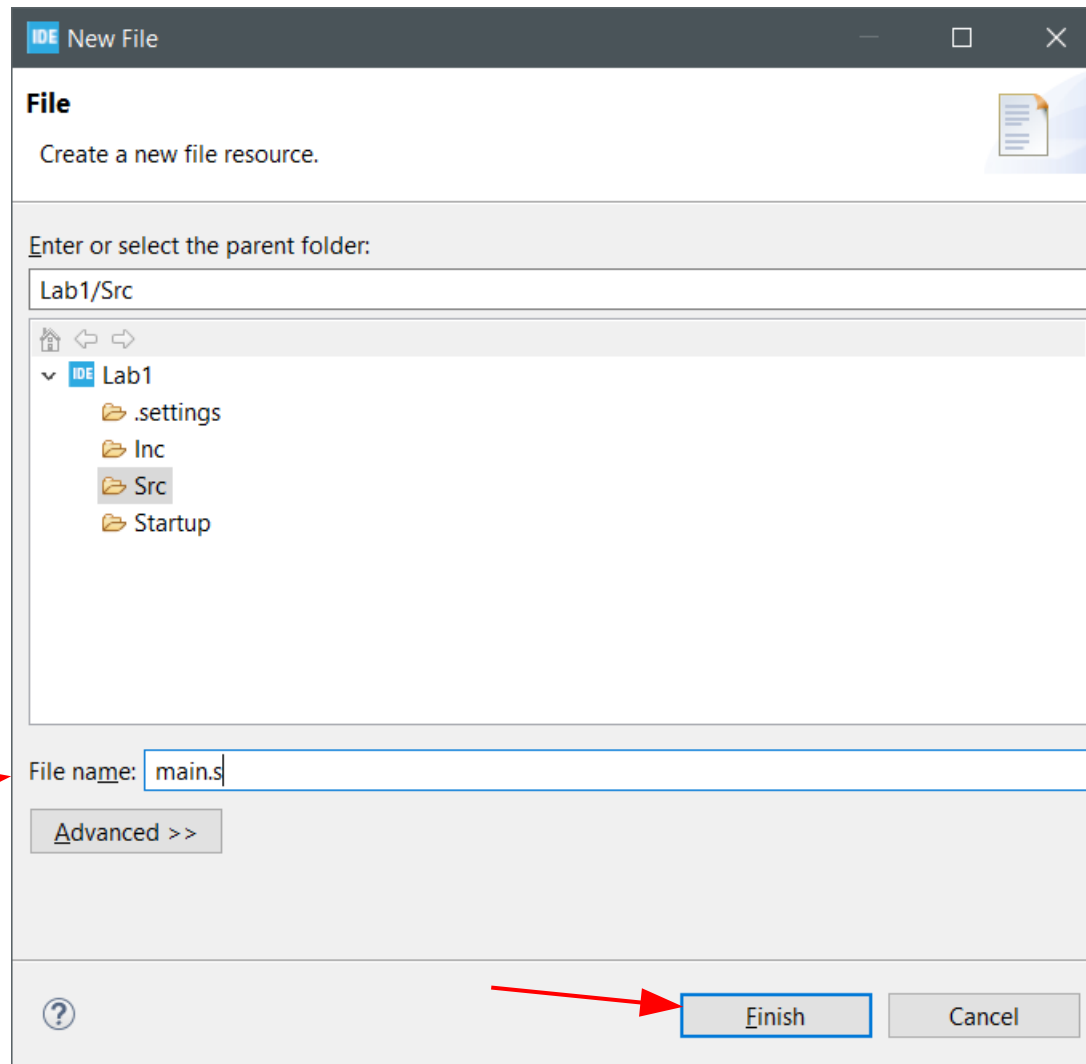 IDE New File
File
Create a new file resource.
Enter or select the parent folder:
Lab1/Src
IDE Lab1
.settings
Inc
Src
Startup
File name: main.s
Advanced >>
? Finish Cancel